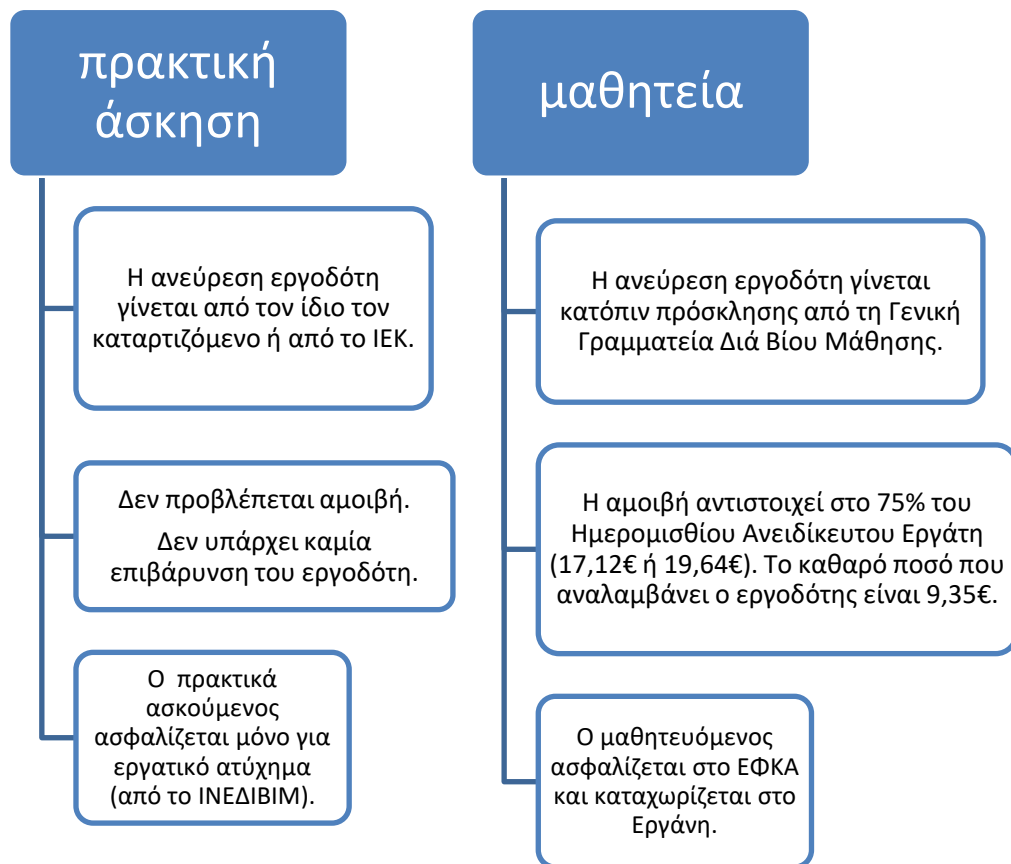 πρακτική
άσκηση
Η ανεύρεση εργοδότη
γίνεται από τον ίδιο τον
καταρτιζόμενο ή από το ΙΕΚ.
Δεν προβλέπεται αμοιβή.
Δεν υπάρχει καμία
επιβάρυνση του εργοδότη.
Ο πρακτικά
ασκούμενος
ασφαλίζεται μόνο για
εργατικό ατύχημα
(από το ΙΝΕΔΙΒΙΜ).
μαθητεία
Η ανεύρεση εργοδότη γίνεται
κατόπιν πρόσκλησης από τη Γενική
Γραμματεία Διά Βίου Μάθησης.
Η αμοιβή αντιστοιχεί στο 75% του
Ημερομισθίου Ανειδίκευτου Εργάτη
(17,12€ ή 19,64€). Το καθαρό ποσό που
αναλαμβάνει ο εργοδότης είναι 9,35€.
Ο μαθητευόμενος
ασφαλίζεται στο ΕΦΚΑ
και καταχωρίζεται στο
Εργάνη.